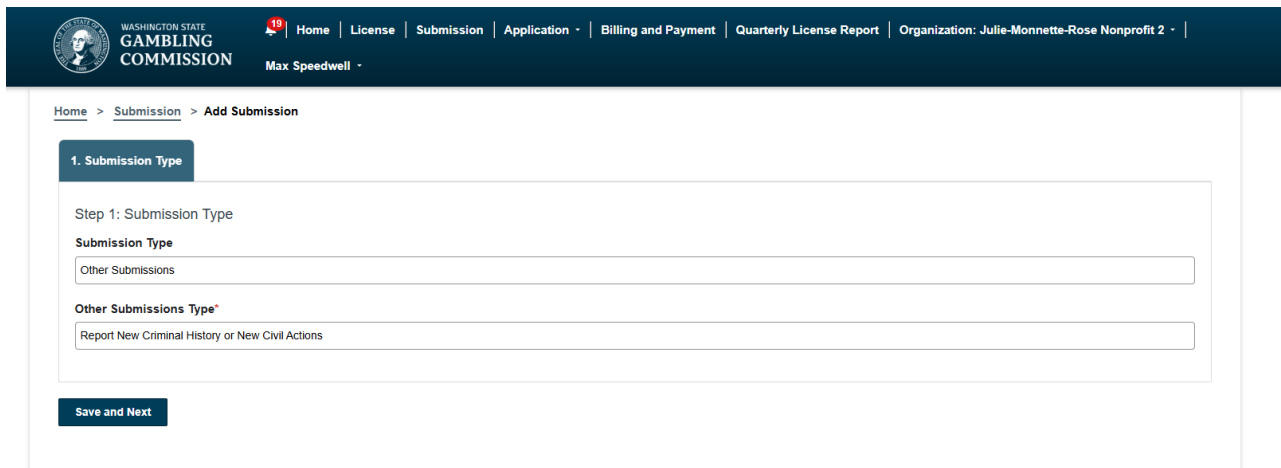 WASHINGTON STATE
GAMBLING
COMMISSION
19
Home | License | Submission | Application | Billing and Payment | Quarterly License Report | Organization: Julie-Monnette-Rose Nonprofit 2 |
Max Speedwell
Home > Submission > Add Submission
1. Submission Type
Step 1: Submission Type
Submission Type
Other Submissions
Other Submissions Type*
Report New Criminal History or New Civil Actions
Save and Next